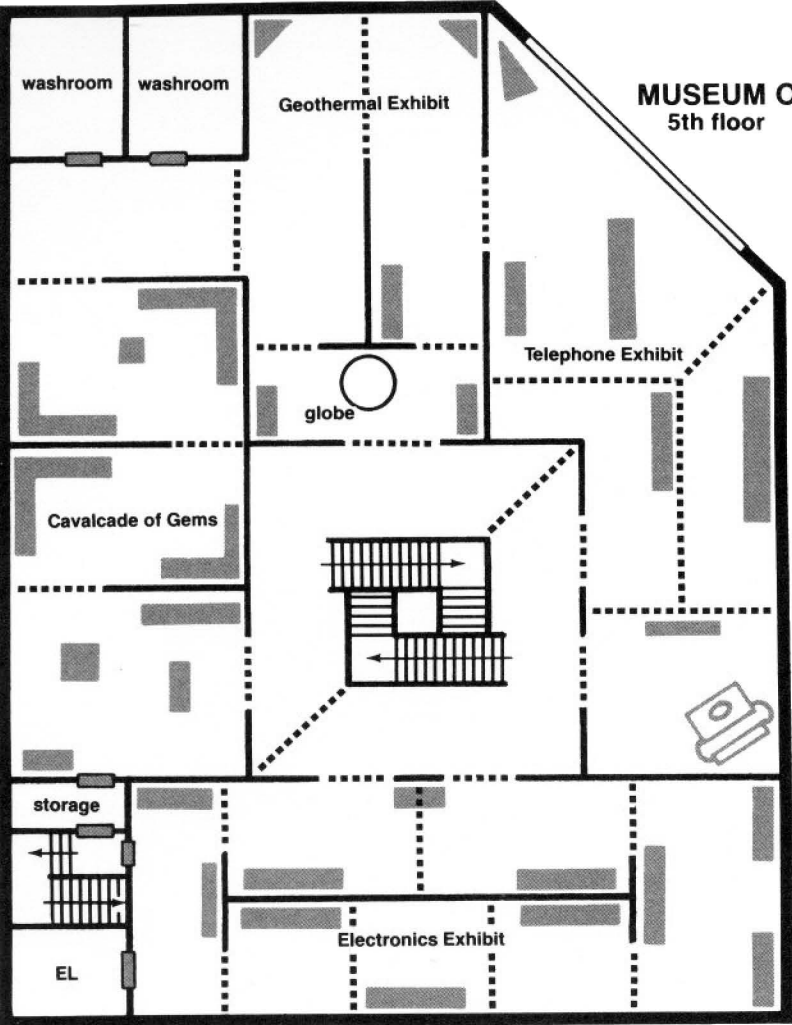 washroom
washroom
Geothermal Exhibit
MUSEUM
5th floor
Telephone Exhibit
globe
Cavalcade of Gems
storage
Electronics Exhibit
EL